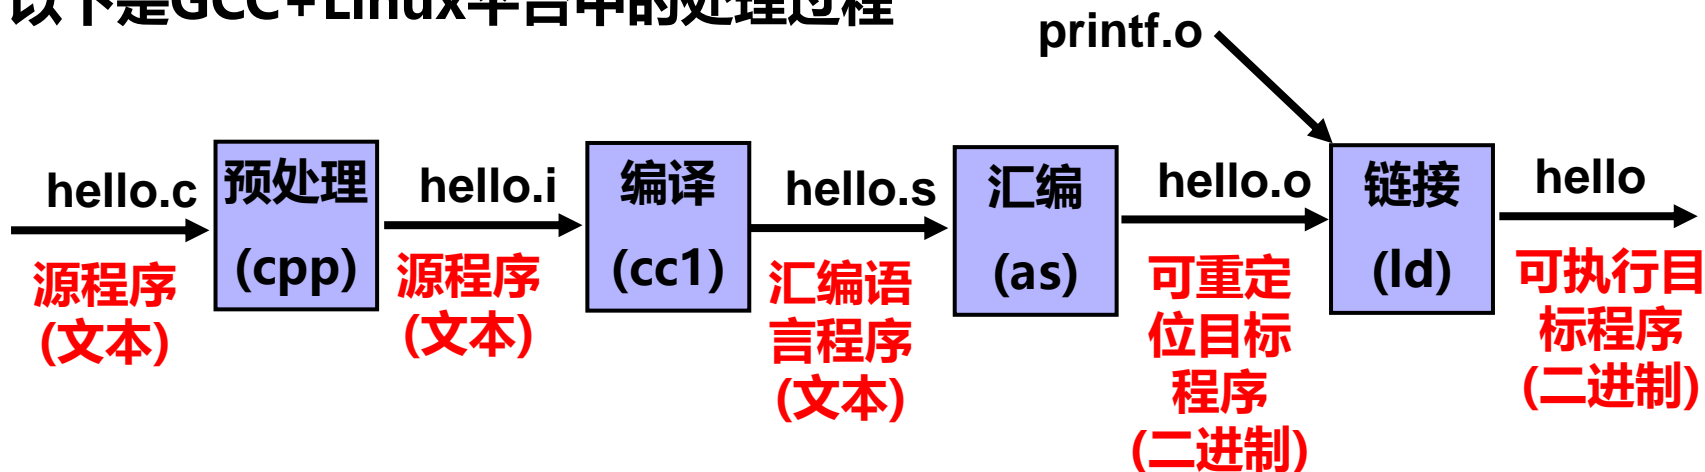 以下是GCC+Linux平台中的处理过程
printf.o
hello.c
预处理
(cpp)
hello.i
编译
(cc1)
hello.s
汇编
(as)
hello.o
链接
(ld)
hello
源程序
(文本)
源程序
(文本)
汇编语
言程序
(文本)
可重定
位目标
程序
(二进制)
可执行目
标程序
(二进制)